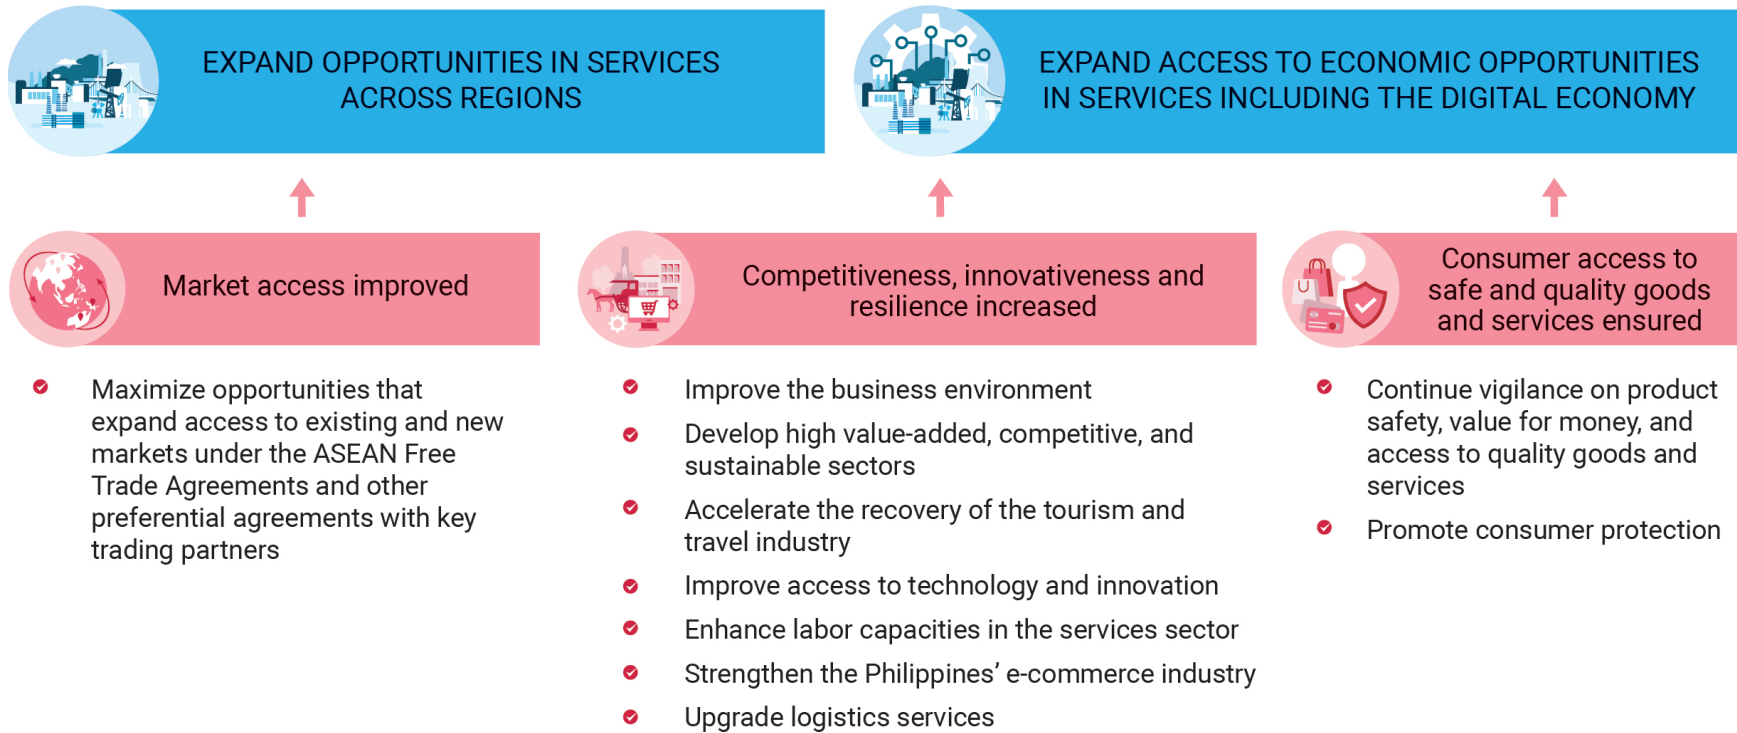 EXPAND OPPORTUNITIES IN SERVICES
ACROSS REGIONS
EXPAND ACCESS TO ECONOMIC OPPORTUNITIES
IN SERVICES INCLUDING THE DIGITAL ECONOMY
Market access improved
Maximize opportunities that
expand access to existing and new
markets under the ASEAN Free
Trade Agreements and other
preferential agreements with key
trading partners
Competitiveness, innovativeness and
resilience increased
Improve the business environment
Develop high value-added, competitive, and
sustainable sectors
Accelerate the recovery of the tourism and
travel industry
Improve access to technology and innovation
Enhance labor capacities in the services sector
Strengthen the Philippines’ e-commerce industry
Upgrade logistics services
Consumer access to
safe and quality goods
and services ensured
Continue vigilance on product
safety, value for money, and
access to quality goods and
services
Promote consumer protection